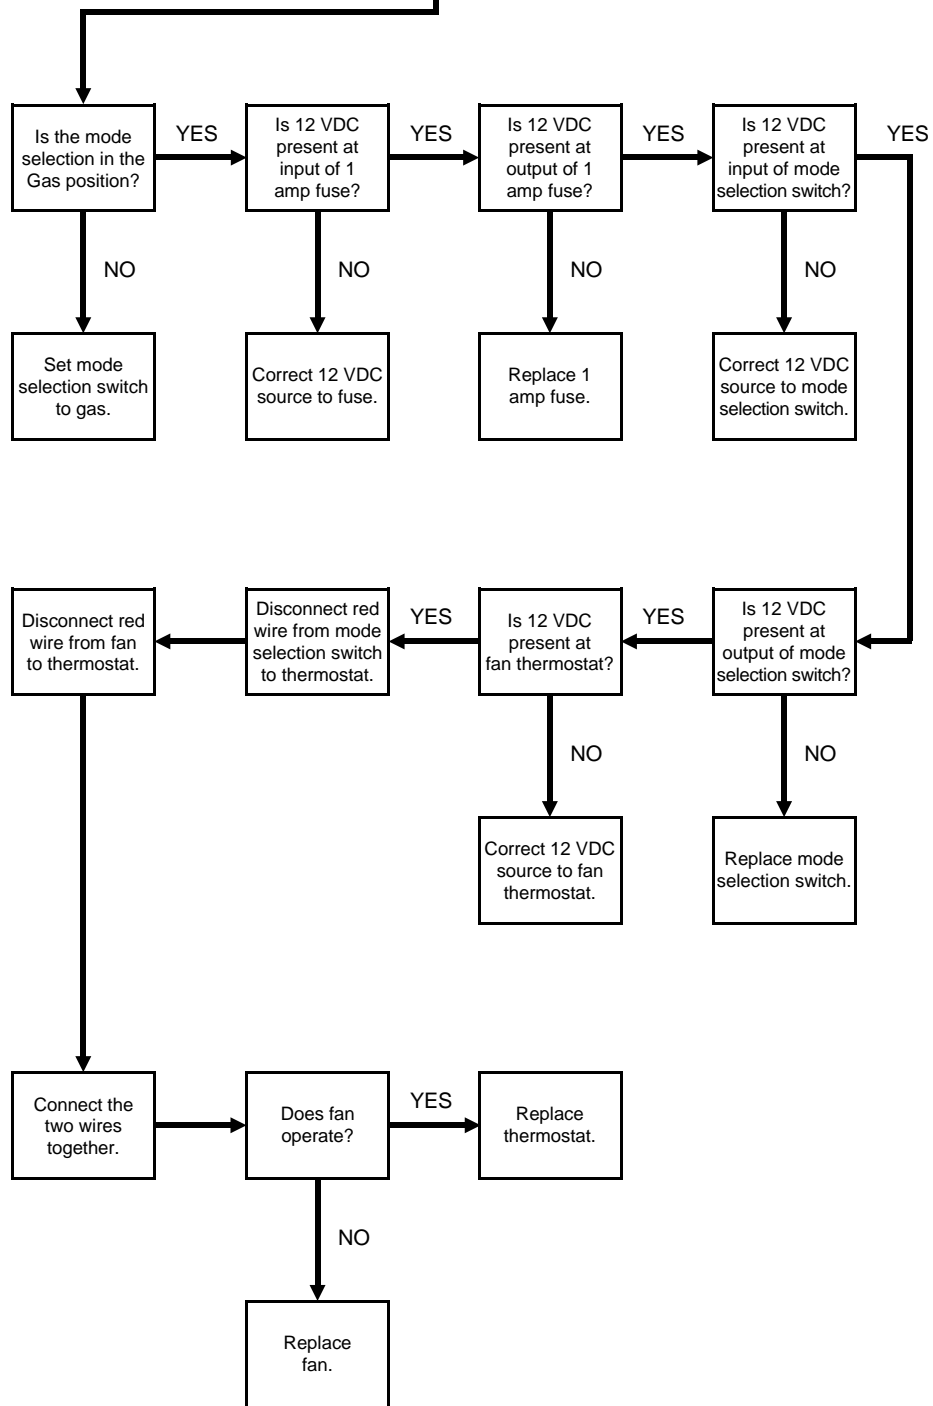 Is the mode
selection in the
Gas position?
YES
Is 12 VDC
present at
input of 1
amp fuse?
YES
Is 12 VDC
present at
output of 1
amp fuse?
YES
Is 12 VDC
present at
input of mode
selection switch?
YES
NO
NO
NO
NO
Set mode
selection switch
to gas.
Correct 12 VDC
source to fuse.
Replace 1
amp fuse.
Correct 12 VDC
source to mode
selection switch.
Disconnect red
wire from fan
to thermostat.
Disconnect red
wire from mode
selection switch
to thermostat.
YES
Is 12 VDC
present at
fan thermostat?
YES
Is 12 VDC
present at
output of mode
selection switch?
NO
NO
Correct 12 VDC
source to fan
thermostat.
Replace mode
selection switch.
Connect the
two wires
together.
Does fan
operate?
YES
Replace
thermostat.
NO
Replace
fan.